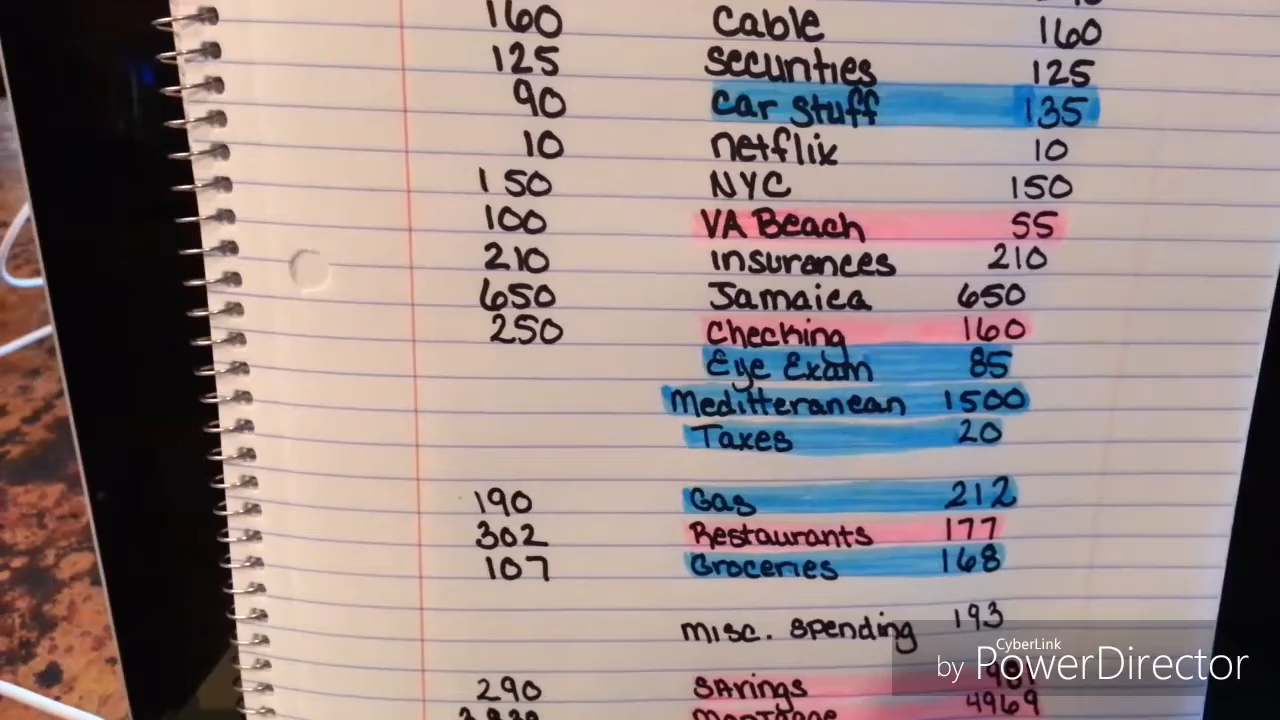 160 Cable 160
125 securities 125
90 Car Stuff 135
10 netflix 10
150 NYC 150
100 VA Beach 55
210 insurances 210
650 Jamaica 650
250 Checking 160
Eye Exam 85
Meditteranean 1500
Taxes 20
190 Gas 212
302 Restaurants 177
107 Groceries 168
misc. spending 193
CyberLink
by PowerDirector
290 SAvings
4969